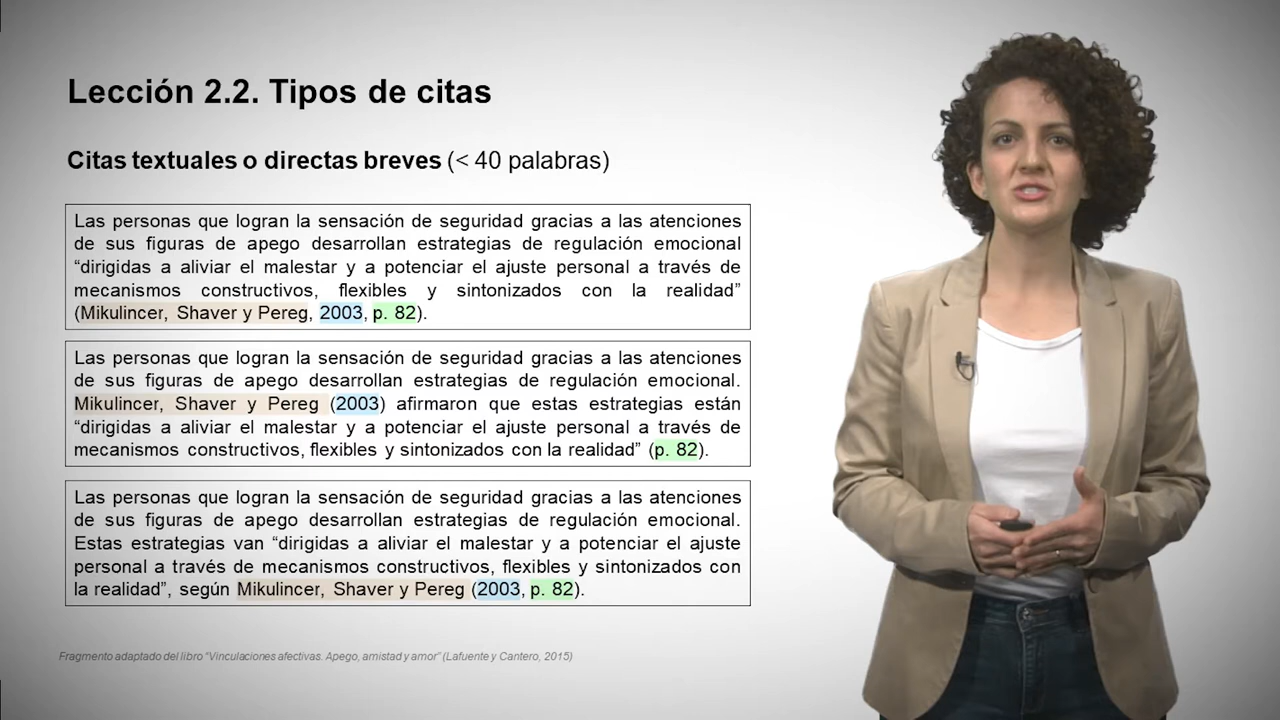 Lección 2.2. Tipos de citas
Citas textuales o directas breves (< 40 palabras)
Las personas que logran la sensación de seguridad gracias a las atenciones
de sus figuras de apego desarrollan estrategias de regulación emocional
“dirigidas a aliviar el malestar y a potenciar el ajuste personal a través de
mecanismos constructivos, flexibles y sintonizados con la realidad”
(Mikulincer, Shaver y Pereg, 2003, p. 82).
Las personas que logran la sensación de seguridad gracias a las atenciones
de sus figuras de apego desarrollan estrategias de regulación emocional.
Mikulincer, Shaver y Pereg (2003) afirmaron que estas estrategias están
“dirigidas a aliviar el malestar y a potenciar el ajuste personal a través de
mecanismos constructivos, flexibles y sintonizados con la realidad” (p. 82).
Las personas que logran la sensación de seguridad gracias a las atenciones
de sus figuras de apego desarrollan estrategias de regulación emocional.
Estas estrategias van “dirigidas a aliviar el malestar y a potenciar el ajuste
personal a través de mecanismos constructivos, flexibles y sintonizados con
la realidad”, según Mikulincer, Shaver y Pereg (2003, p. 82).
Fragmento adaptado del libro “Vinculaciones afectivas. Apego, amistad y amor” (Lafuente y Cantero, 2015)